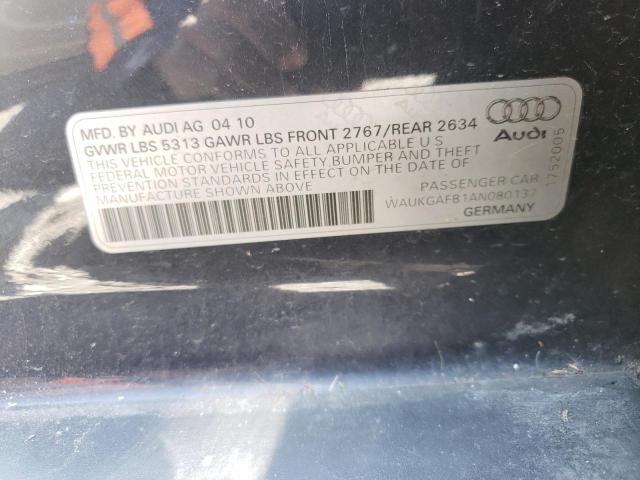 MFD. BY AUDI AG 04 10
GVWR LBS 5313 GAWR LBS FRONT 2767/REAR 2634
THIS VEHICLE CONFORMS TO ALL APPLICABLE U S
FEDERAL MOTOR VEHICLE SAFETY, BUMPER AND THEFT
PREVENTION STANDARDS IN EFFECT ON THE DATE OF
MANUFACTURE SHOWN ABOVE
PASSENGER CAR
WAUKGAFB1AN080137
GERMANY
Audi
1752005